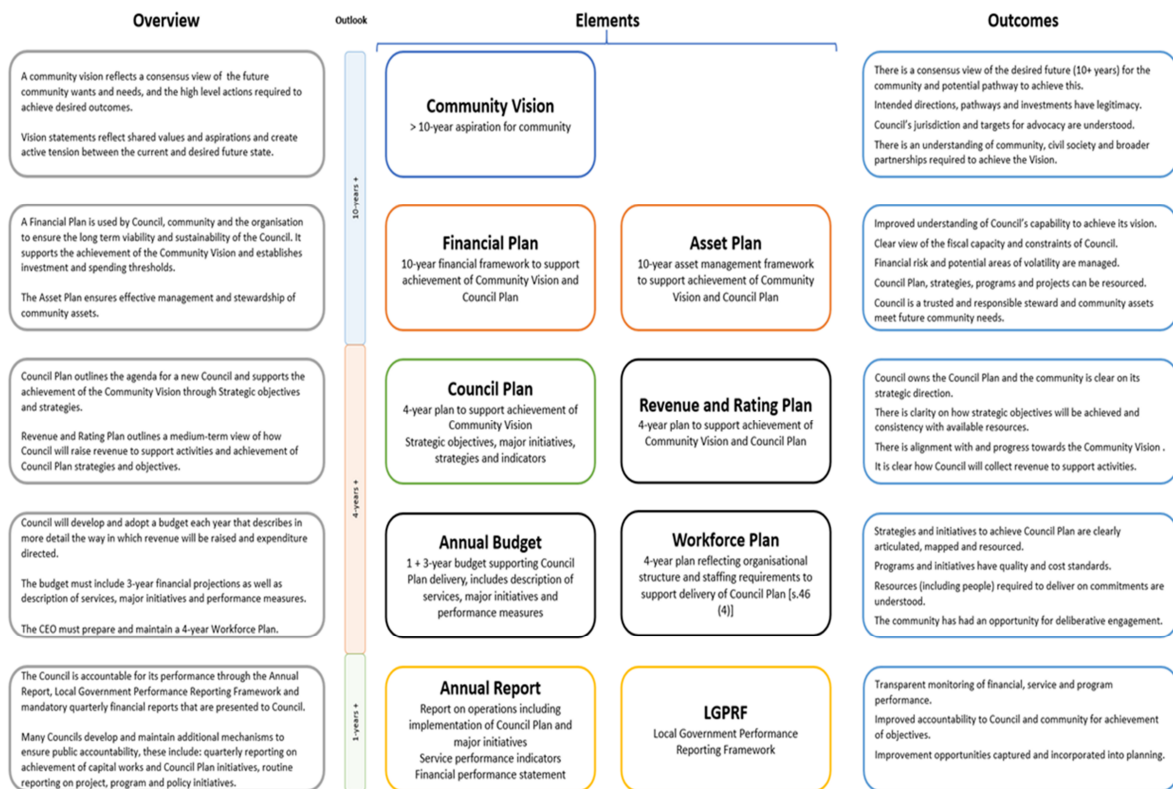 Overview
Outlook
Elements
Outcomes
A community vision reflects a consensus view of the future
community wants and needs, and the high level actions required to
achieve desired outcomes.
Vision statements reflect shared values and aspirations and create
active tension between the current and desired future state.
10-years +
Community Vision
> 10-year aspiration for community
There is a consensus view of the desired future (10+ years) for the
community and potential pathway to achieve this.
Intended directions, pathways and investments have legitimacy.
Council's jurisdiction and targets for advocacy are understood.
There is an understanding of community, civil society and broader
partnerships required to achieve the Vision.
A Financial Plan is used by Council, community and the organisation
to ensure the long term viability and sustainability of the Council. It
supports the achievement of the Community Vision and establishes
investment and spending thresholds.
The Asset Plan ensures effective management and stewardship of
community assets.
Financial Plan
10-year financial framework to support
achievement of Community Vision and
Council Plan
Asset Plan
10-year asset management framework
to support achievement of Community
Vision and Council Plan
Improved understanding of Council's capability to achieve its vision.
Clear view of the fiscal capacity and constraints of Council.
Financial risk and potential areas of volatility are managed.
Council Plan, strategies, programs and projects can be resourced.
Council is a trusted and responsible steward and community assets
meet future community needs.
Council Plan outlines the agenda for a new Council and supports the
achievement of the Community Vision through Strategic objectives
and strategies.
Revenue and Rating Plan outlines a medium-term view of how
Council will raise revenue to support activities and achievement of
Council Plan strategies and objectives.
4-years +
Council Plan
4-year plan to support achievement of
Community Vision
Strategic objectives, major initiatives,
strategies and indicators
Revenue and Rating Plan
4-year plan to support achievement of
Community Vision and Council Plan
Council owns the Council Plan and the community is clear on its
strategic direction.
There is clarity on how strategic objectives will be achieved and
consistency with available resources.
There is alignment with and progress towards the Community Vision .
It is clear how Council will collect revenue to support activities.
Council will develop and adopt a budget each year that describes in
more detail the way in which revenue will be raised and expenditure
directed.
The budget must include 3-year financial projections as well as
description of services, major initiatives and performance measures.
The CEO must prepare and maintain a 4-year Workforce Plan.
Annual Budget
1 + 3-year budget supporting Council
Plan delivery, includes description of
services, major initiatives and
performance measures
Workforce Plan
4-year plan reflecting organisational
structure and staffing requirements to
support delivery of Council Plan [s.46
(4)]
Strategies and initiatives to achieve Council Plan are clearly
articulated, mapped and resourced.
Programs and initiatives have quality and cost standards.
Resources (including people) required to deliver on commitments are
understood.
The community has had an opportunity for deliberative engagement.
The Council is accountable for its performance through the Annual
Report, Local Government Performance Reporting Framework and
mandatory quarterly financial reports that are presented to Council.
Many Councils develop and maintain additional mechanisms to
ensure public accountability, these include: quarterly reporting on
achievement of capital works and Council Plan initiatives, routine
reporting on project, program and policy initiatives.
1-years +
Annual Report
Report on operations including
implementation of Council Plan and
major initiatives
Service performance indicators
Financial performance statement
LGPRF
Local Government Performance
Reporting Framework
Transparent monitoring of financial, service and program
performance.
Improved accountability to Council and community for achievement
of objectives.
Improvement opportunities captured and incorporated into planning.